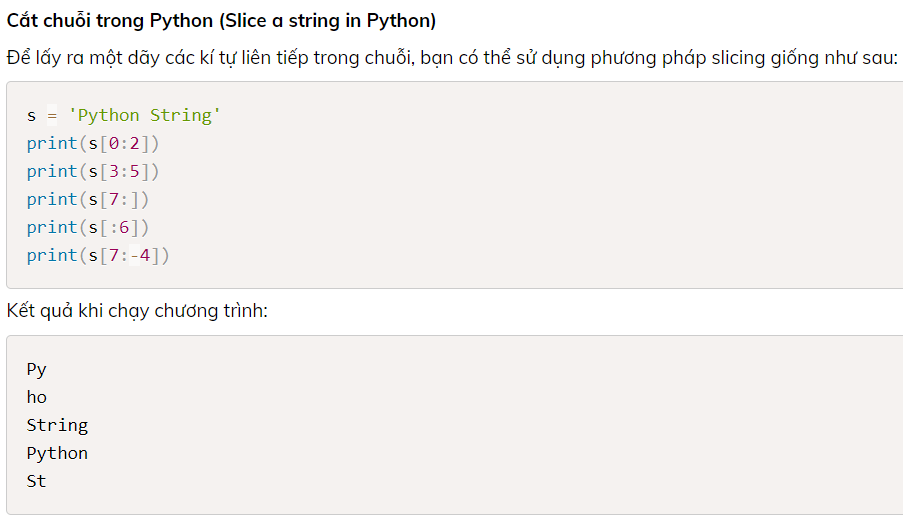 Cắt chuỗi trong Python (Slice a string in Python)
Để lấy ra một dãy các kí tự liên tiếp trong chuỗi, bạn có thể sử dụng phương pháp slicing giống như sau:
s = 'Python String'
print(s[0:2])
print(s[3:5])
print(s[7:])
print(s[:6])
print(s[7:-4])
Kết quả khi chạy chương trình:
Py
ho
String
Python
St